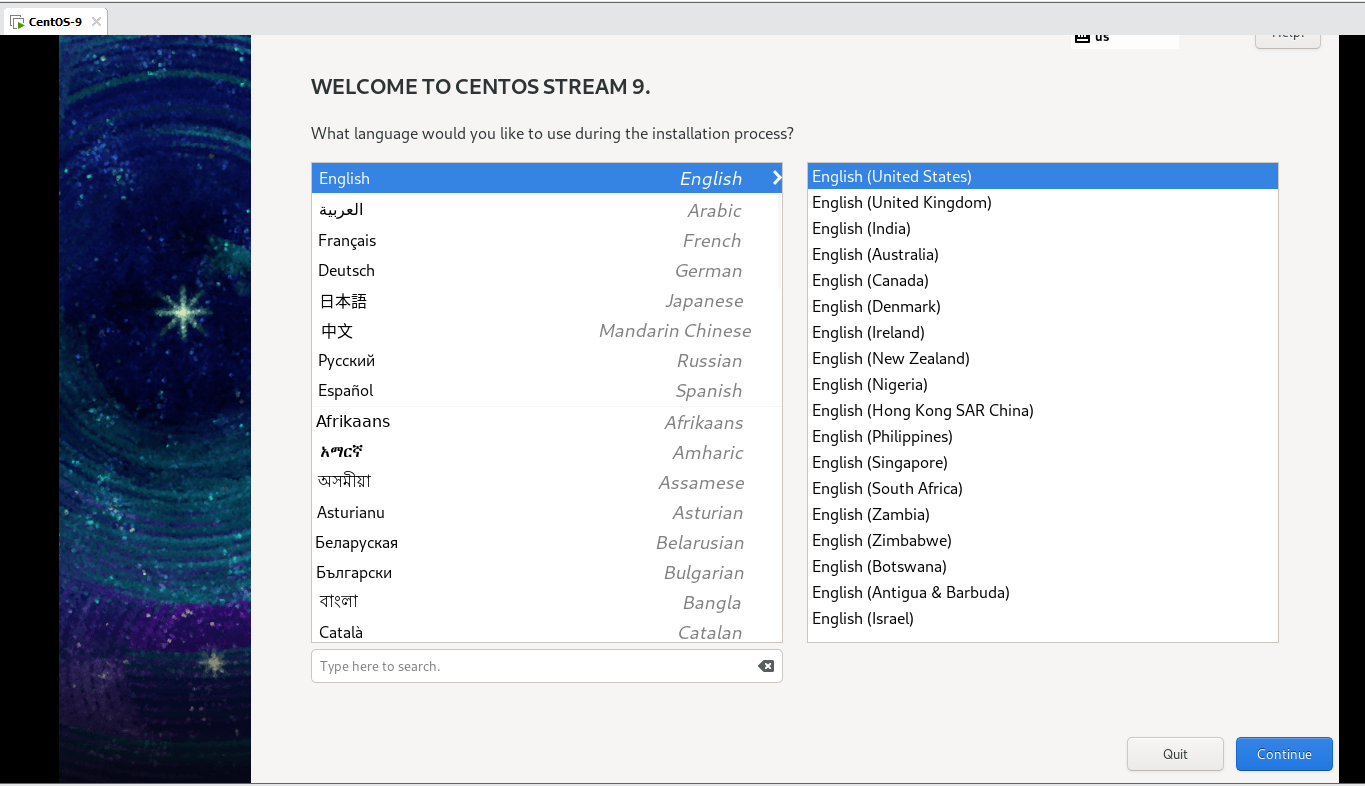 CentOS-9
us
Help!
WELCOME TO CENTOS STREAM 9.
What language would you like to use during the installation process?
English English
العربية Arabic
Français French
Deutsch German
日本語 Japanese
中文 Mandarin Chinese
Русский Russian
Español Spanish
Afrikaans Afrikaans
አማርኛ Amharic
অসমীয়া Assamese
Asturianu Asturian
Беларуская Belarusian
Български Bulgarian
বাংলা Bangla
Català Catalan
Type here to search.
English (United States)
English (United Kingdom)
English (India)
English (Australia)
English (Canada)
English (Denmark)
English (Ireland)
English (New Zealand)
English (Nigeria)
English (Hong Kong SAR China)
English (Philippines)
English (Singapore)
English (South Africa)
English (Zambia)
English (Zimbabwe)
English (Botswana)
English (Antigua & Barbuda)
English (Israel)
Quit
Continue